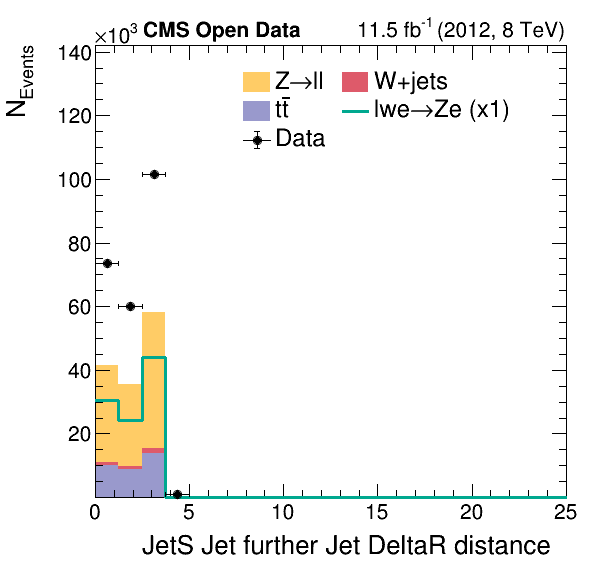 ×10³ CMS Open Data 11.5 fb⁻¹ (2012, 8 TeV)
N_Events
140
120
100
80
60
40
20
Z→ll W+jets
tt̄ lwe→Ze (x1)
Data
0 5 10 15 20 25
JetS Jet further Jet DeltaR distance